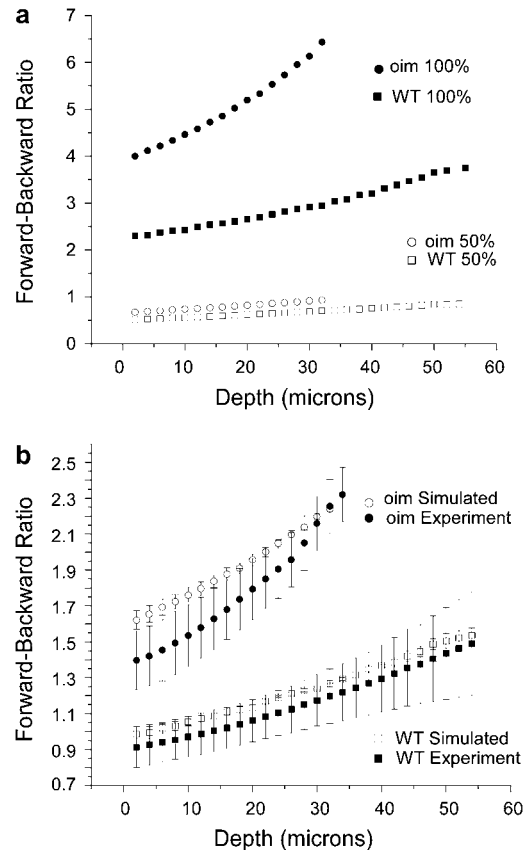 a
7
6
5
4
3
2
1
0
Forward-Backward Ratio
oim 100%
WT 100%
oim 50%
WT 50%
0 10 20 30 40 50 60
Depth (microns)
b
2.5
2.3
2.1
1.9
1.7
1.5
1.3
1.1
0.9
0.7
Forward-Backward Ratio
oim Simulated
oim Experiment
WT Simulated
WT Experiment
0 10 20 30 40 50 60
Depth (microns)